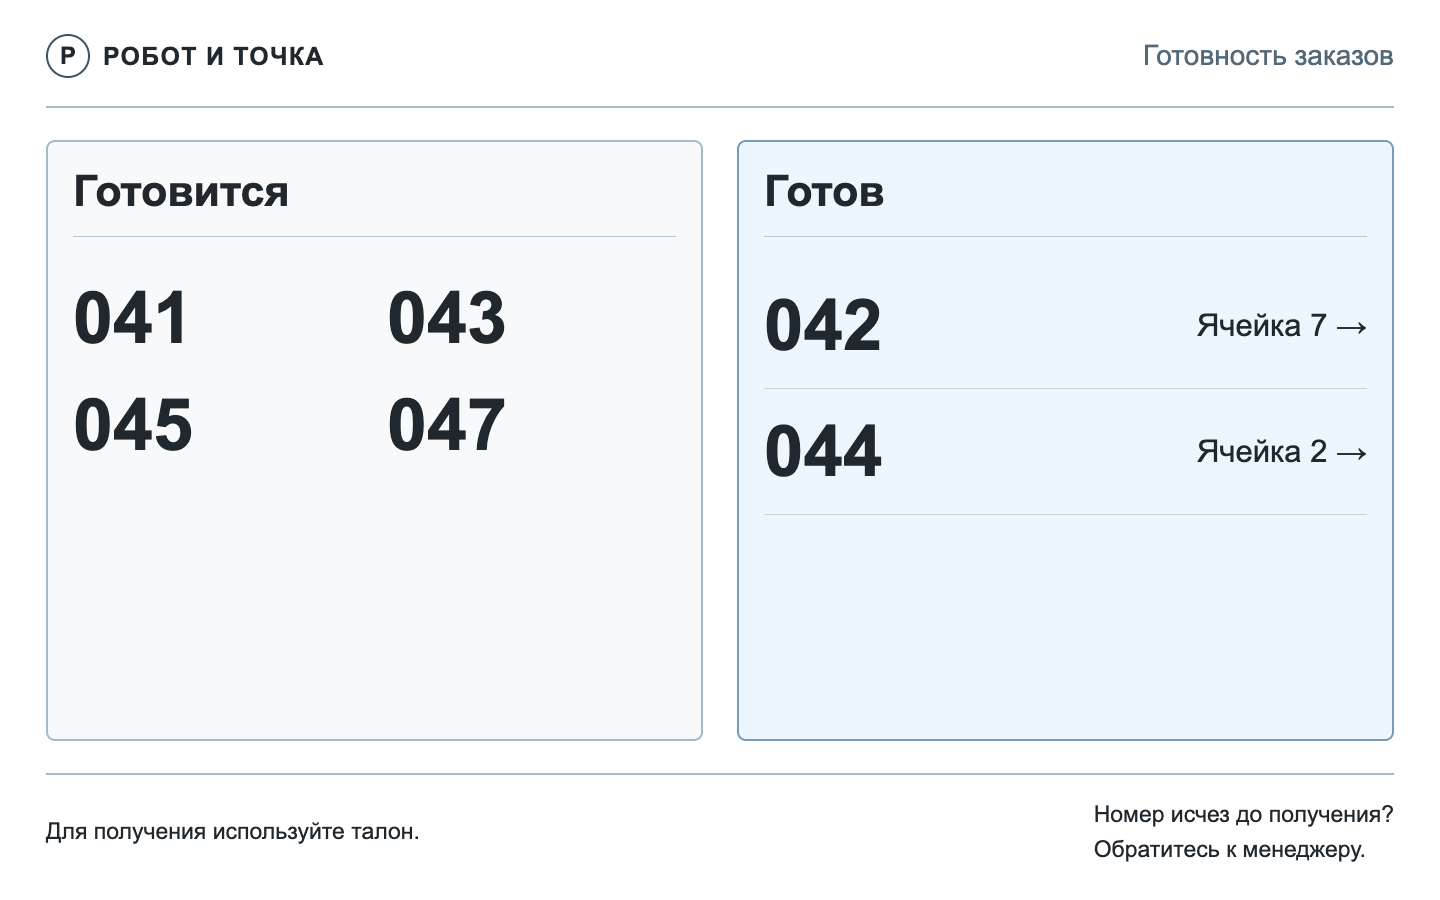 Р РОБОТ И ТОЧКА
Готовность заказов
Готовится
041 043
045 047
Готов
042 Ячейка 7 →
044 Ячейка 2 →
Для получения используйте талон.
Номер исчез до получения?
Обратитесь к менеджеру.